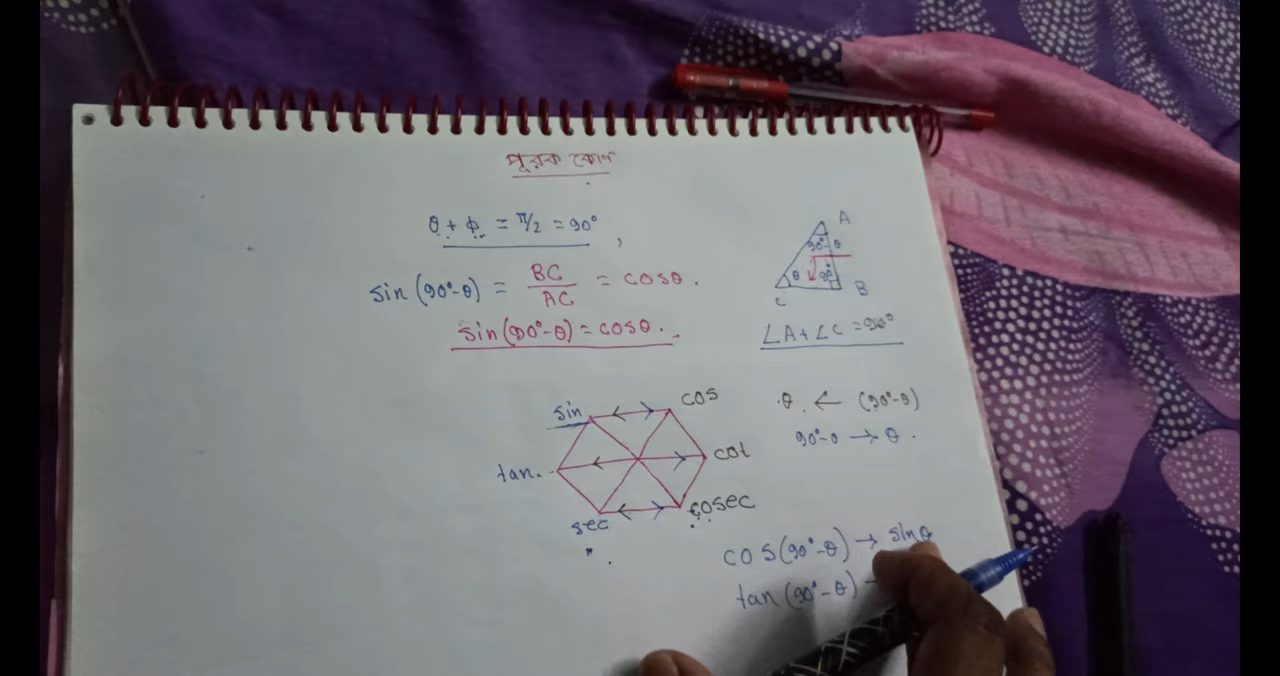 পূরক কোণ
θ + ϕ = π/2 = 90° ,
sin (90°-θ) = BC/AC = cosθ.
sin(90°-θ) = cosθ.
A
90°-θ
θ 90°
C B
∠A+∠C = 90°
sin cos
tan. cot
sec cosec
θ ← (90°-θ)
90°-θ → θ.
cos(90°-θ) → sinθ
tan (90°-θ) →